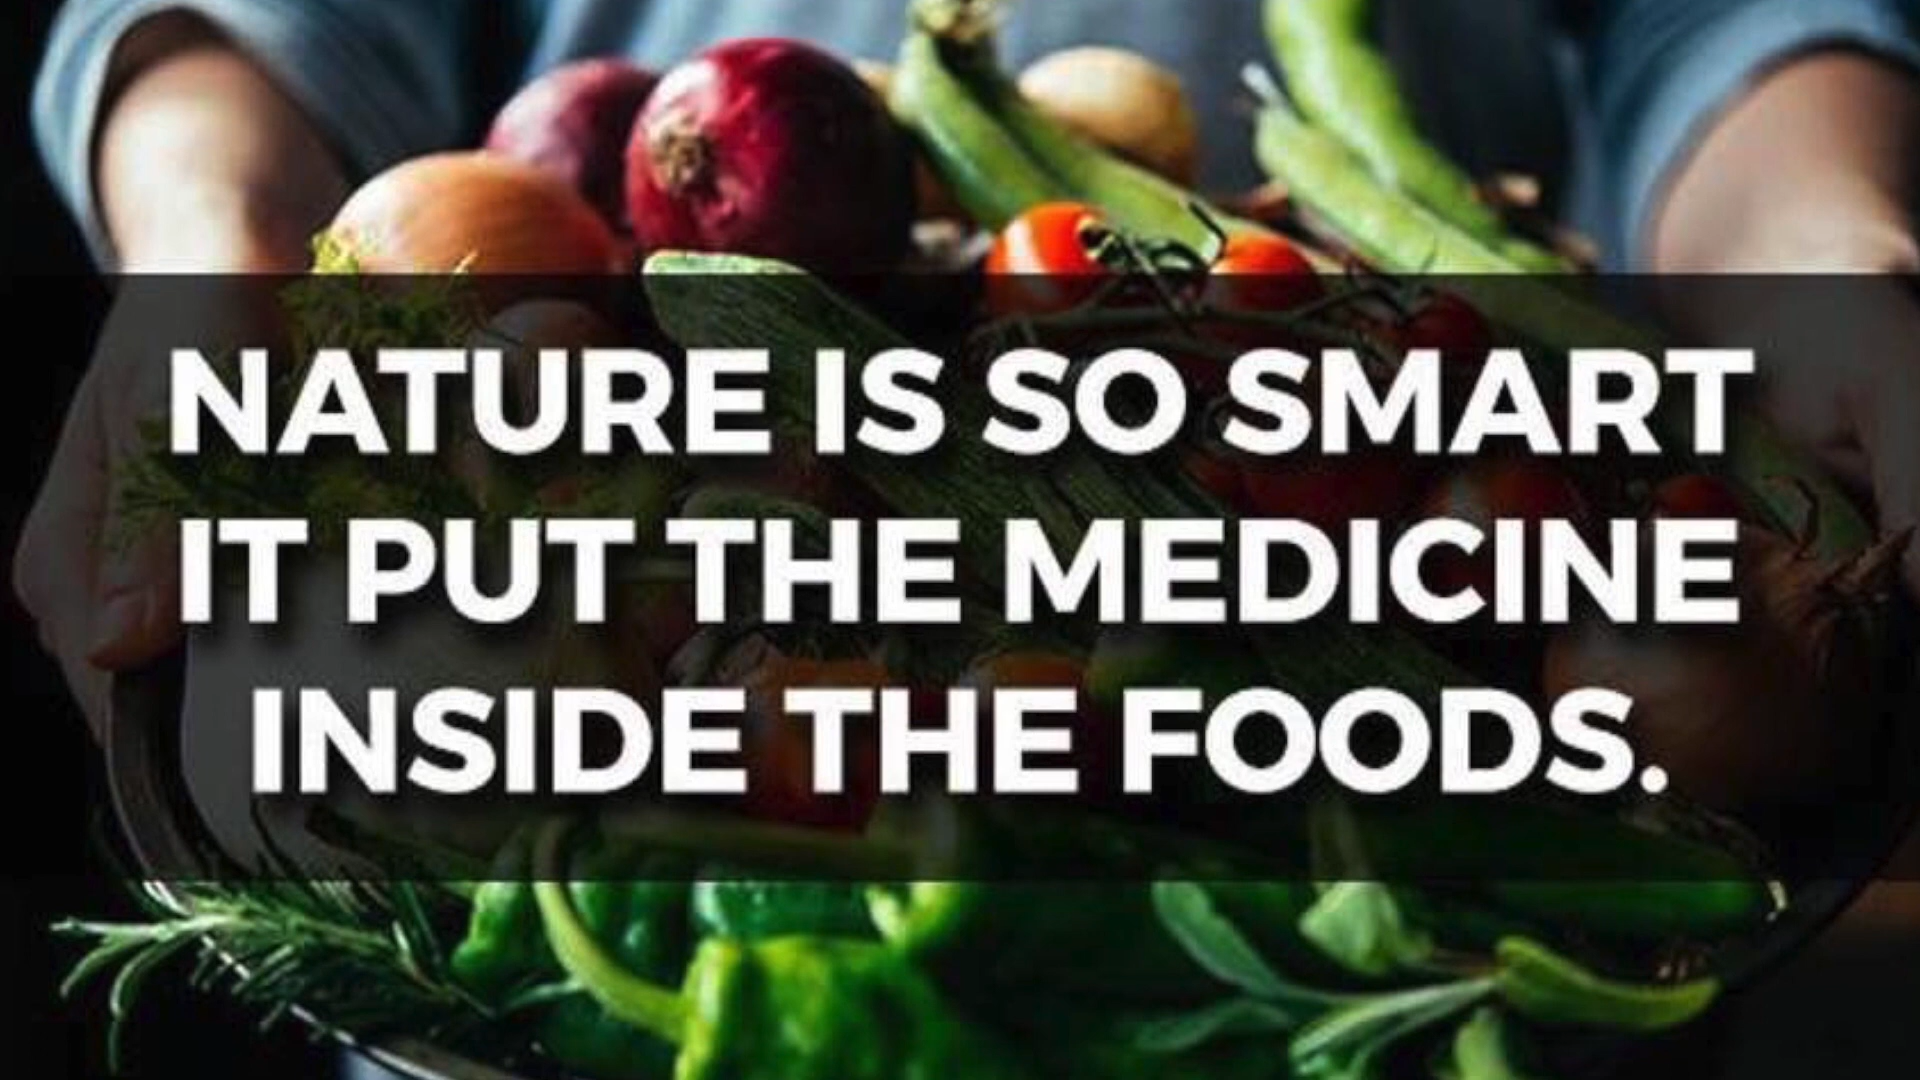 NATURE IS SO SMART
IT PUT THE MEDICINE
INSIDE THE FOODS.